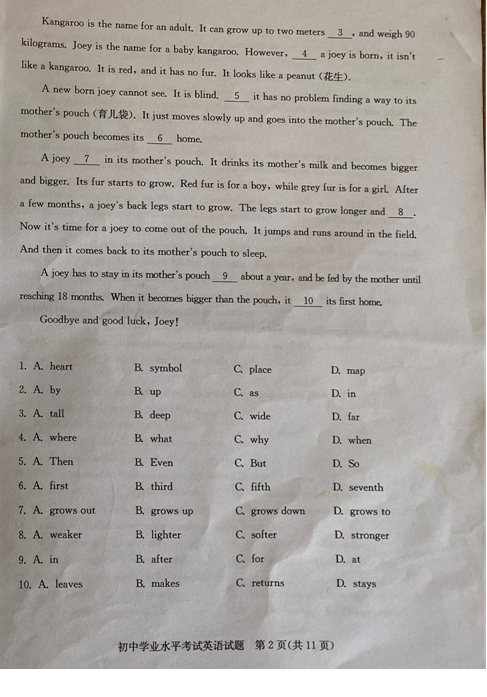 Kangaroo is the name for an adult. It can grow up to two meters 3 , and weigh 90
kilograms. Joey is the name for a baby kangaroo. However, 4 a joey is born, it isn't
like a kangaroo. It is red, and it has no fur. It looks like a peanut (花生).
A new born joey cannot see. It is blind. 5 it has no problem finding a way to its
mother's pouch (育儿袋). It just moves slowly up and goes into the mother's pouch. The
mother's pouch becomes its 6 home.
A joey 7 in its mother's pouch. It drinks its mother's milk and becomes bigger
and bigger. Its fur starts to grow. Red fur is for a boy, while grey fur is for a girl. After
a few months, a joey's back legs start to grow. The legs start to grow longer and 8 .
Now it's time for a joey to come out of the pouch. It jumps and runs around in the field.
And then it comes back to its mother's pouch to sleep.
A joey has to stay in its mother's pouch 9 about a year, and be fed by the mother until
reaching 18 months. When it becomes bigger than the pouch, it 10 its first home.
Goodbye and good luck, Joey!
1. A. heart B. symbol C. place D. map
2. A. by B. up C. as D. in
3. A. tall B. deep C. wide D. far
4. A. where B. what C. why D. when
5. A. Then B. Even C. But D. So
6. A. first B. third C. fifth D. seventh
7. A. grows out B. grows up C. grows down D. grows to
8. A. weaker B. lighter C. softer D. stronger
9. A. in B. after C. for D. at
10. A. leaves B. makes C. returns D. stays
初中学业水平考试英语试题 第2页(共11页)